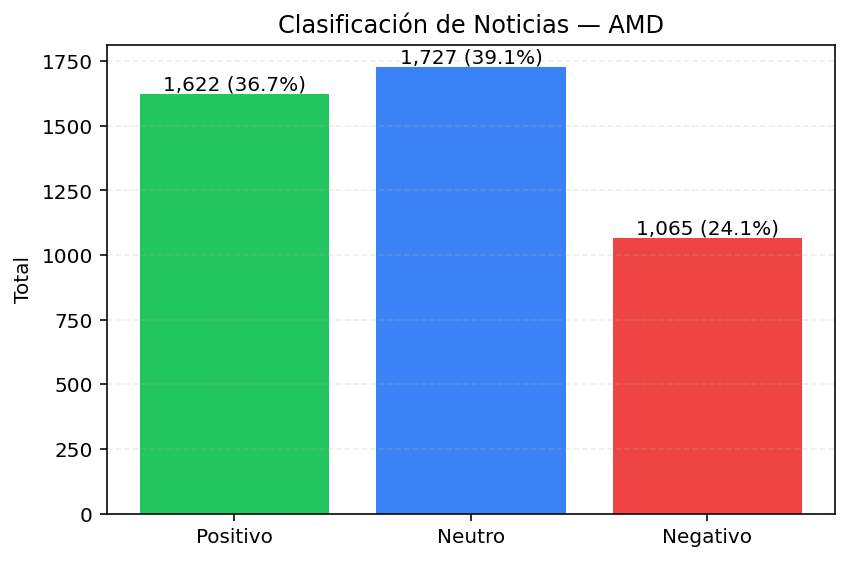 Clasificación de Noticias — AMD
Total
1750
1500
1250
1000
750
500
250
0
1,622 (36.7%)
1,727 (39.1%)
1,065 (24.1%)
Positivo
Neutro
Negativo